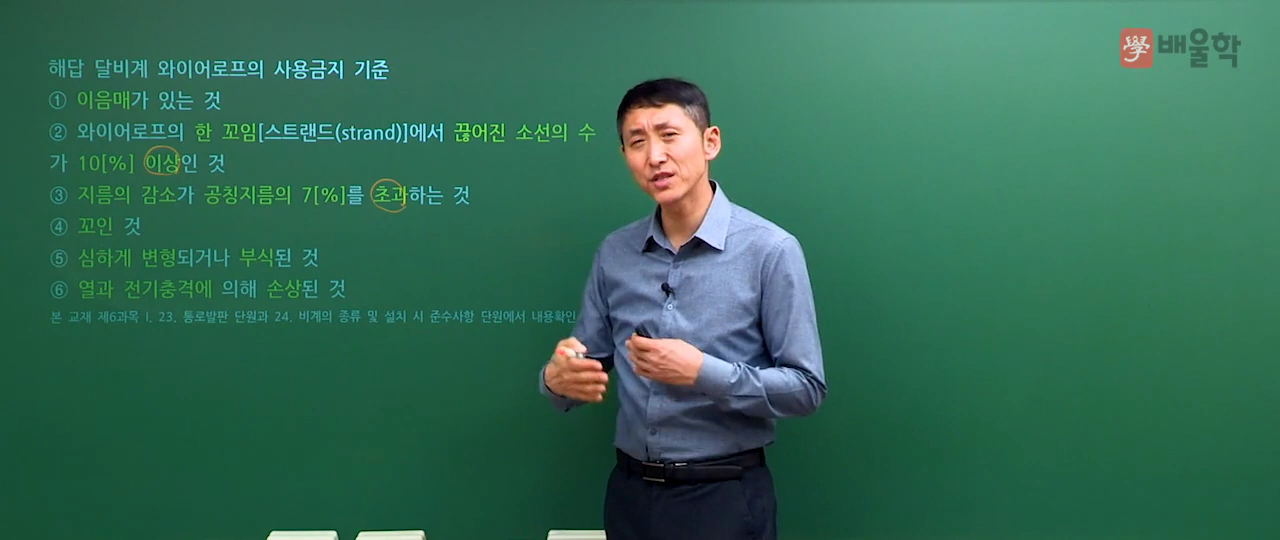 學 배울학
해답 달비계 와이어로프의 사용금지 기준
① 이음매가 있는 것
② 와이어로프의 한 꼬임[스트랜드(strand)]에서 끊어진 소선의 수
가 10[%] 이상인 것
③ 지름의 감소가 공칭지름의 7[%]를 초과하는 것
④ 꼬인 것
⑤ 심하게 변형되거나 부식된 것
⑥ 열과 전기충격에 의해 손상된 것
본 교재 제6과목 I. 23. 통로발판 단원과 24. 비계의 종류 및 설치 시 준수사항 단원에서 내용확인